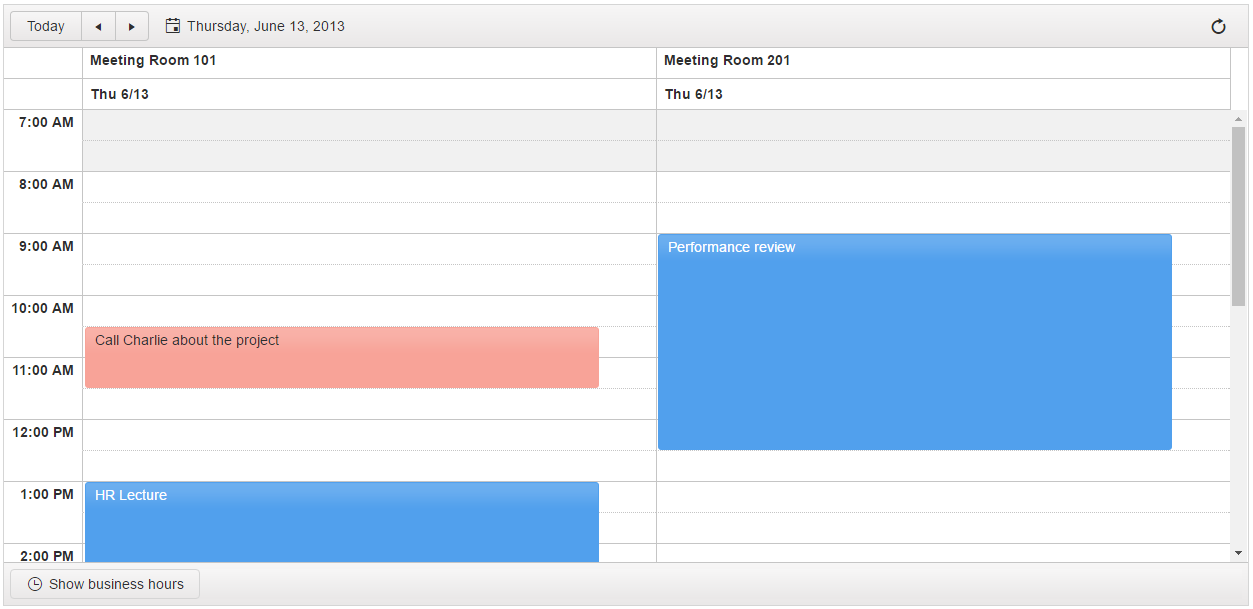 Today Thursday, June 13, 2013
Meeting Room 101 Meeting Room 201
Thu 6/13 Thu 6/13
7:00 AM
8:00 AM
9:00 AM Performance review
10:00 AM
Call Charlie about the project
11:00 AM
12:00 PM
1:00 PM HR Lecture
2:00 PM
Show business hours